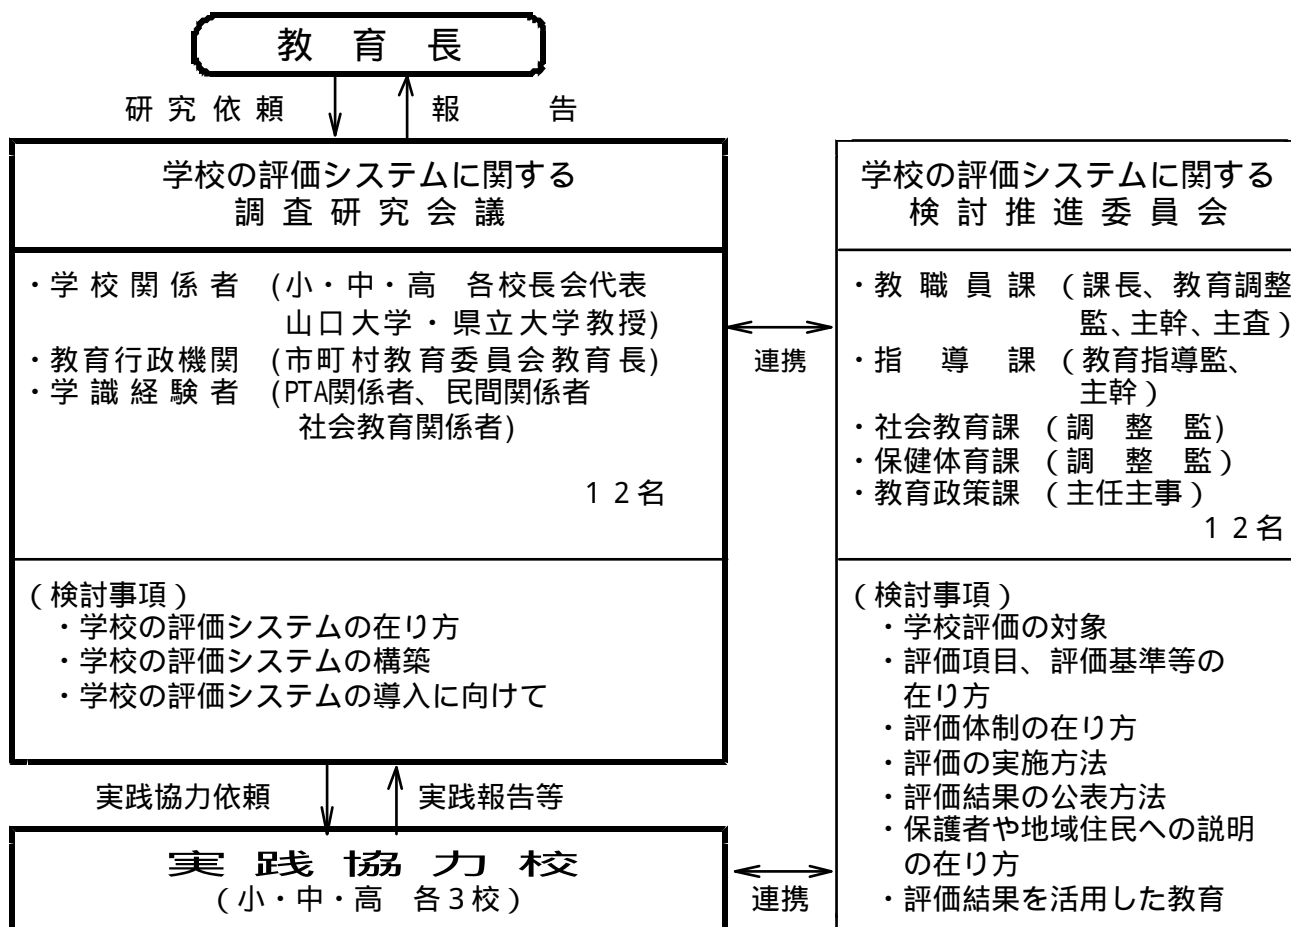 教 育 長
研究依頼 報 告
学校の評価システムに関する
調査研究会議
・学校関係者 (小・中・高 各校長会代表
山口大学・県立大学教授)
・教育行政機関 (市町村教育委員会教育長)
・学識経験者 (PTA関係者、民間関係者
社会教育関係者)
12名
(検討事項)
・学校の評価システムの在り方
・学校の評価システムの構築
・学校の評価システムの導入に向けて
連携
学校の評価システムに関する
検討推進委員会
・教職員課 (課長、教育調整
監、主幹、主査)
・指導課 (教育指導監、
主幹)
・社会教育課 (調整監)
・保健体育課 (調整監)
・教育政策課 (主任主事)
12名
(検討事項)
・学校評価の対象
・評価項目、評価基準等の
在り方
・評価体制の在り方
・評価の実施方法
・評価結果の公表方法
・保護者や地域住民への説明
の在り方
・評価結果を活用した教育
実践協力依頼 実践報告等
実践協力校
(小・中・高 各3校)
連携